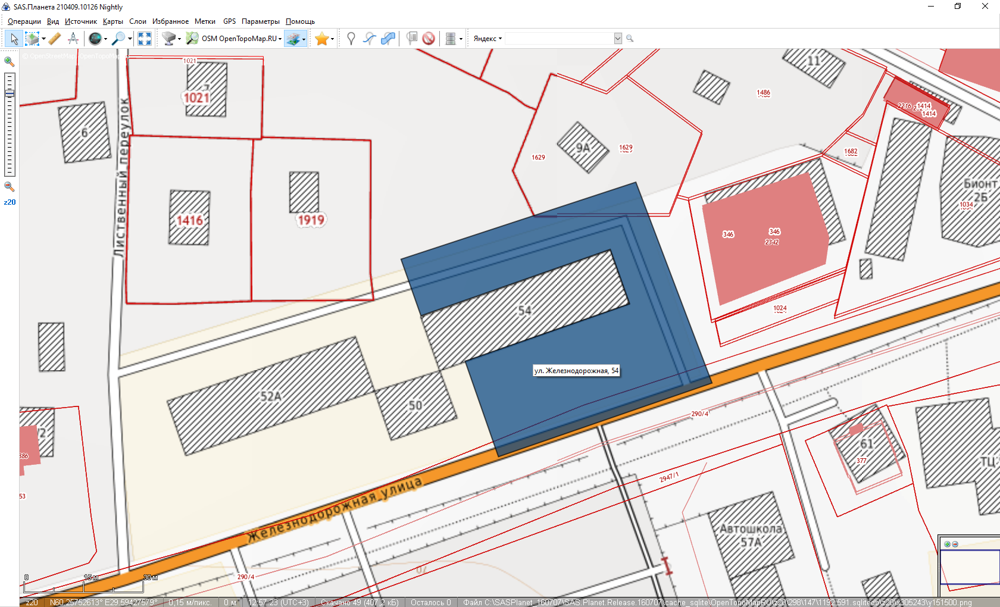 SAS.Планета 210409.10126 Nightly
Операции Вид Источник Карты Слои Избранное Метки GPS Параметры Помощь
OSM OpenTopoMap.RU
Яндекс
© OpenStreetMap, OpenTopoMap
1021
7
1021
11
1486
2216
1414
1414
6
9А
1629
1629
1682
Лиственный переулок
Бионт
2Б
1034
z20
1416
1919
346
346
2342
54
1024
ул. Железнодорожная, 54
52А
50
290/4
61
377
ТЦ
386
2947/1
53
Железнодорожная улица
Автошкола
57А
290/4
0 15 м 30 м
z20 N60.25752613° E29.59427579° 0,15 м/пикс. 0 м 12:57:23 (UTC+3) Скачано 49 (407,2 кБ) Осталось 0 Файл C:\SASPlanet_160707\SAS.Planet.Release.160707\cache_sqlite\OpenTopoMapRU\z20\298\147\1192.591.sqlitedb\z20\x305243\y151500.png